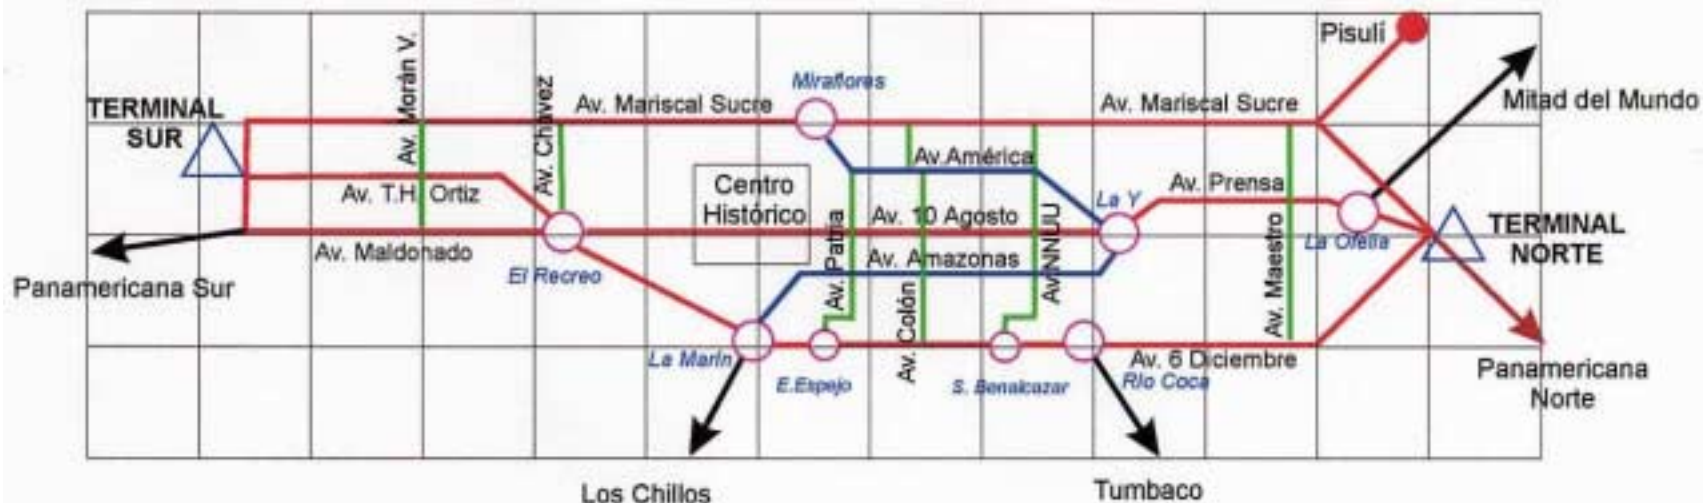 Pisulí
Mitad del Mundo
Miraflores
Av. Mariscal Sucre
Av. Mariscal Sucre
TERMINAL
SUR
Av. Morán V.
Av. Chavez
Av.América
Av. T.H. Ortiz
Centro
Histórico
Av. 10 Agosto
La Y
Av. Prensa
La Ofelia
TERMINAL
NORTE
Av. Maldonado
El Recreo
Av. Patria
Av. Amazonas
Av.NNUU
Av. Maestro
Panamericana Sur
Av. Colón
La Marín
E.Espejo
S. Benalcazar
Av. 6 Diciembre
Río Coca
Panamericana
Norte
Los Chillos
Tumbaco